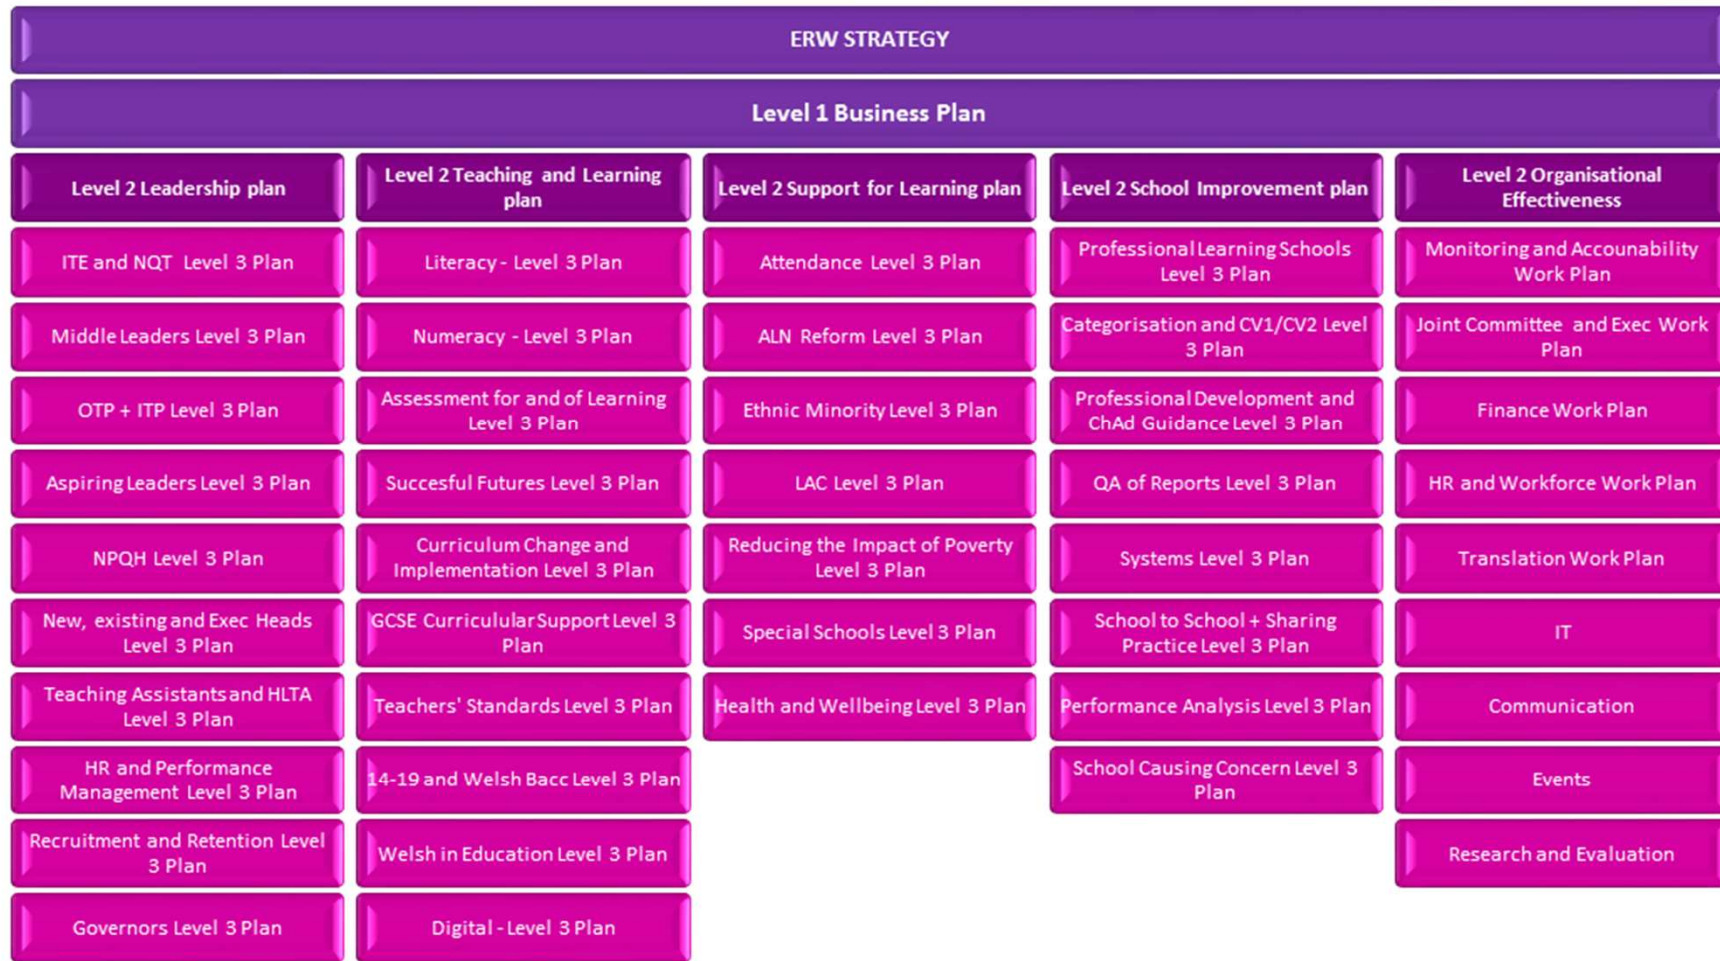 ERW STRATEGY
Level 1 Business Plan
Level 2 Leadership plan
Level 2 Teaching and Learning
plan
Level 2 Support for Learning plan
Level 2 School Improvement plan
Level 2 Organisational
Effectiveness
ITE and NQT Level 3 Plan
Literacy - Level 3 Plan
Attendance Level 3 Plan
Professional Learning Schools
Level 3 Plan
Monitoring and Accounability
Work Plan
Middle Leaders Level 3 Plan
Numeracy - Level 3 Plan
ALN Reform Level 3 Plan
Categorisation and CV1/CV2 Level
3 Plan
Joint Committee and Exec Work
Plan
OTP + ITP Level 3 Plan
Assessment for and of Learning
Level 3 Plan
Ethnic Minority Level 3 Plan
Professional Development and
ChAd Guidance Level 3 Plan
Finance Work Plan
Aspiring Leaders Level 3 Plan
Succesful Futures Level 3 Plan
LAC Level 3 Plan
QA of Reports Level 3 Plan
HR and Workforce Work Plan
NPQH Level 3 Plan
Curriculum Change and
Implementation Level 3 Plan
Reducing the Impact of Poverty
Level 3 Plan
Systems Level 3 Plan
Translation Work Plan
New, existing and Exec Heads
Level 3 Plan
GCSE Curriculular Support Level 3
Plan
Special Schools Level 3 Plan
School to School + Sharing
Practice Level 3 Plan
IT
Teaching Assistants and HLTA
Level 3 Plan
Teachers' Standards Level 3 Plan
Health and Wellbeing Level 3 Plan
Performance Analysis Level 3 Plan
Communication
HR and Performance
Management Level 3 Plan
14-19 and Welsh Bacc Level 3 Plan
School Causing Concern Level 3
Plan
Events
Recruitment and Retention Level
3 Plan
Welsh in Education Level 3 Plan
Research and Evaluation
Governors Level 3 Plan
Digital - Level 3 Plan